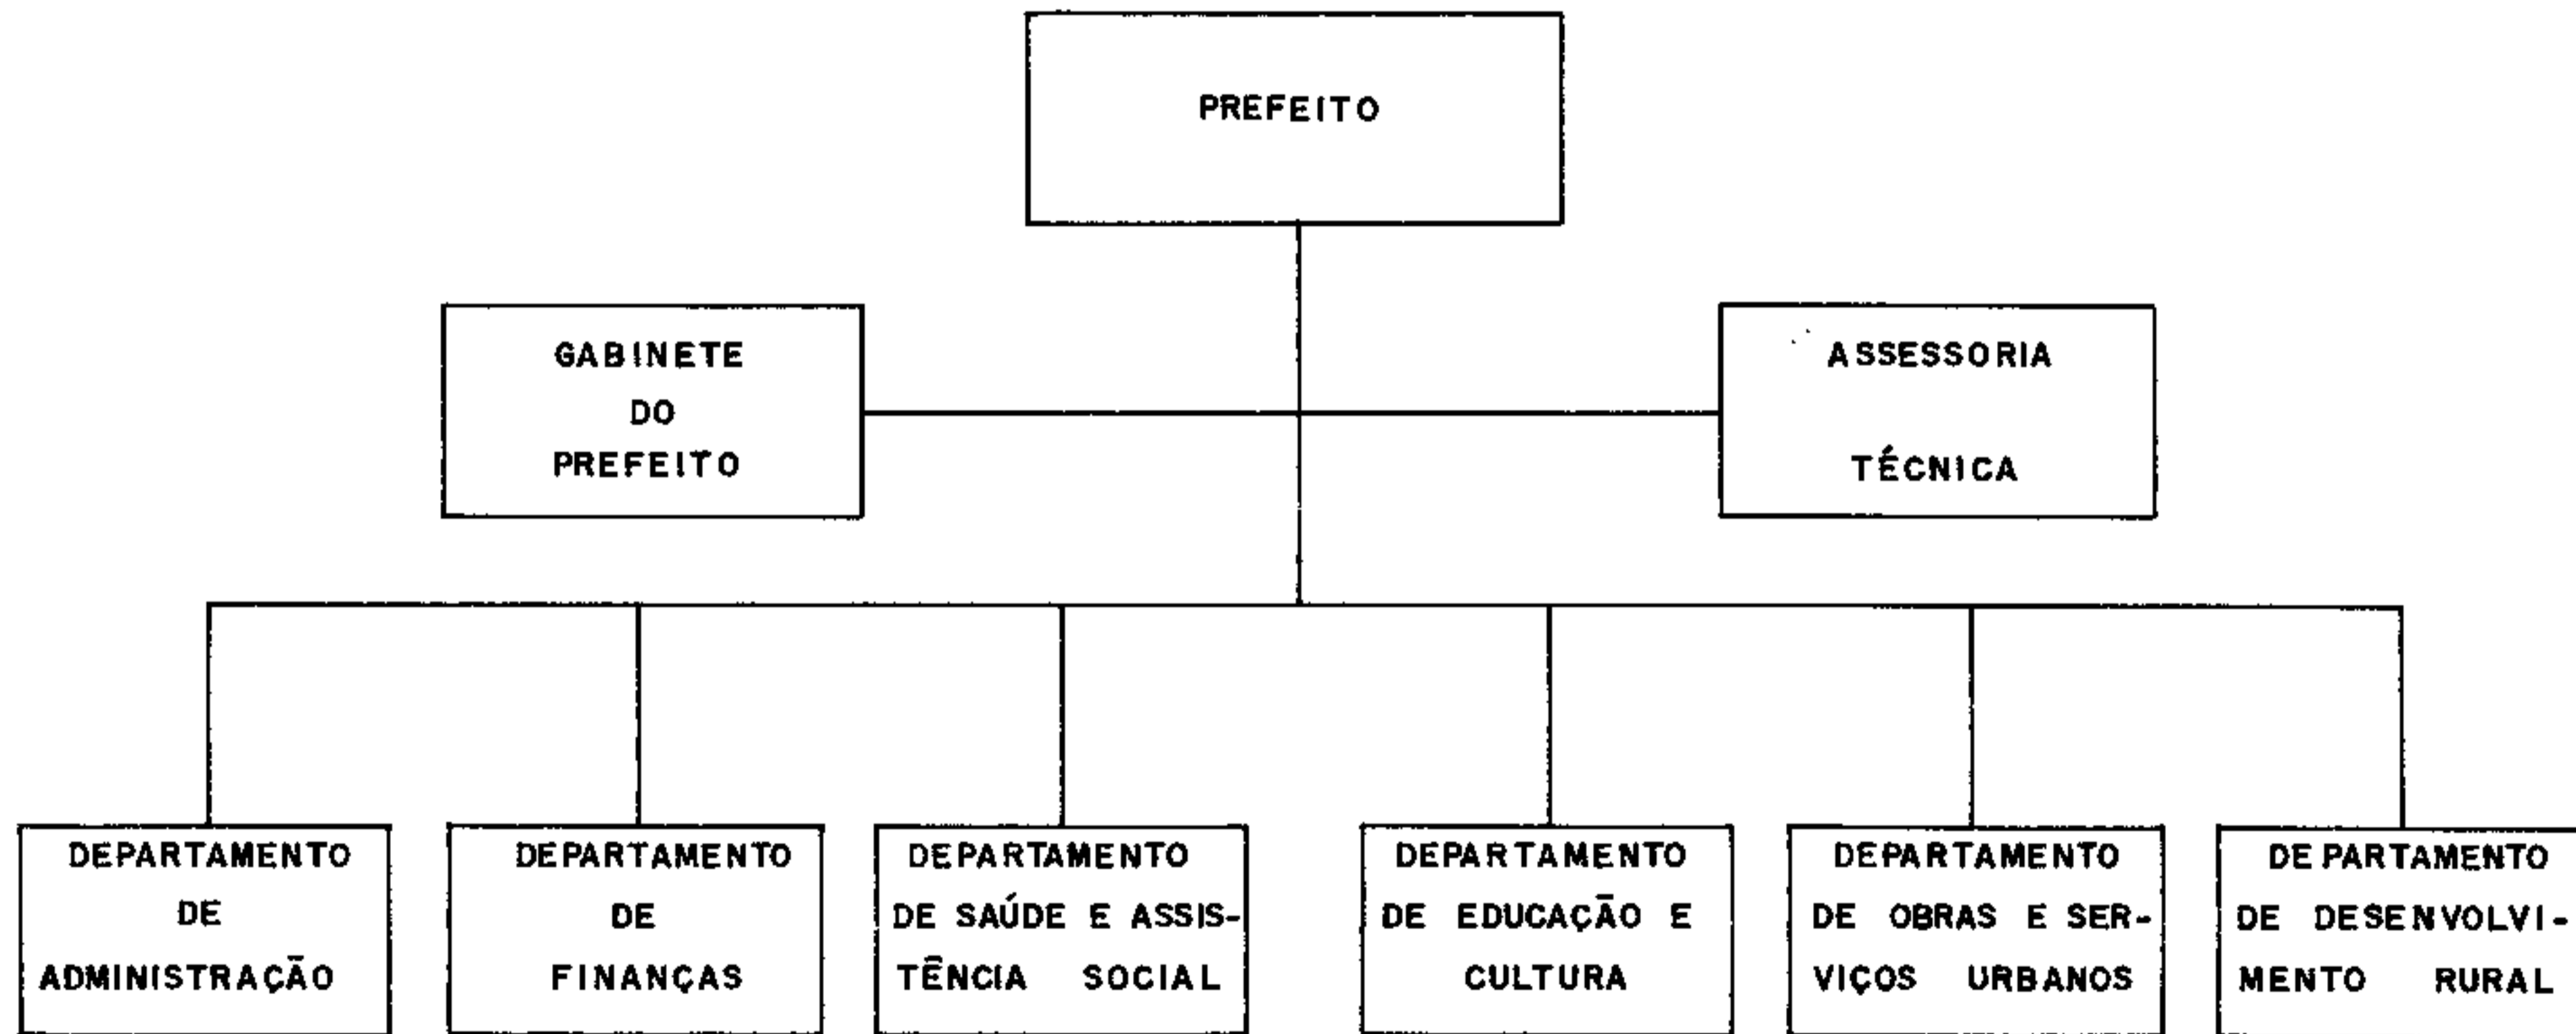 PREFEITO
GABINETE
DO
PREFEITO
ASSESSORIA
TÉCNICA
DEPARTAMENTO
DE
ADMINISTRAÇÃO
DEPARTAMENTO
DE
FINANÇAS
DEPARTAMENTO
DE SAÚDE E ASSIS-
TÊNCIA SOCIAL
DEPARTAMENTO
DE EDUCAÇÃO E
CULTURA
DEPARTAMENTO
DE OBRAS E SER-
VIÇOS URBANOS
DEPARTAMENTO
DE DESENVOLVI-
MENTO RURAL